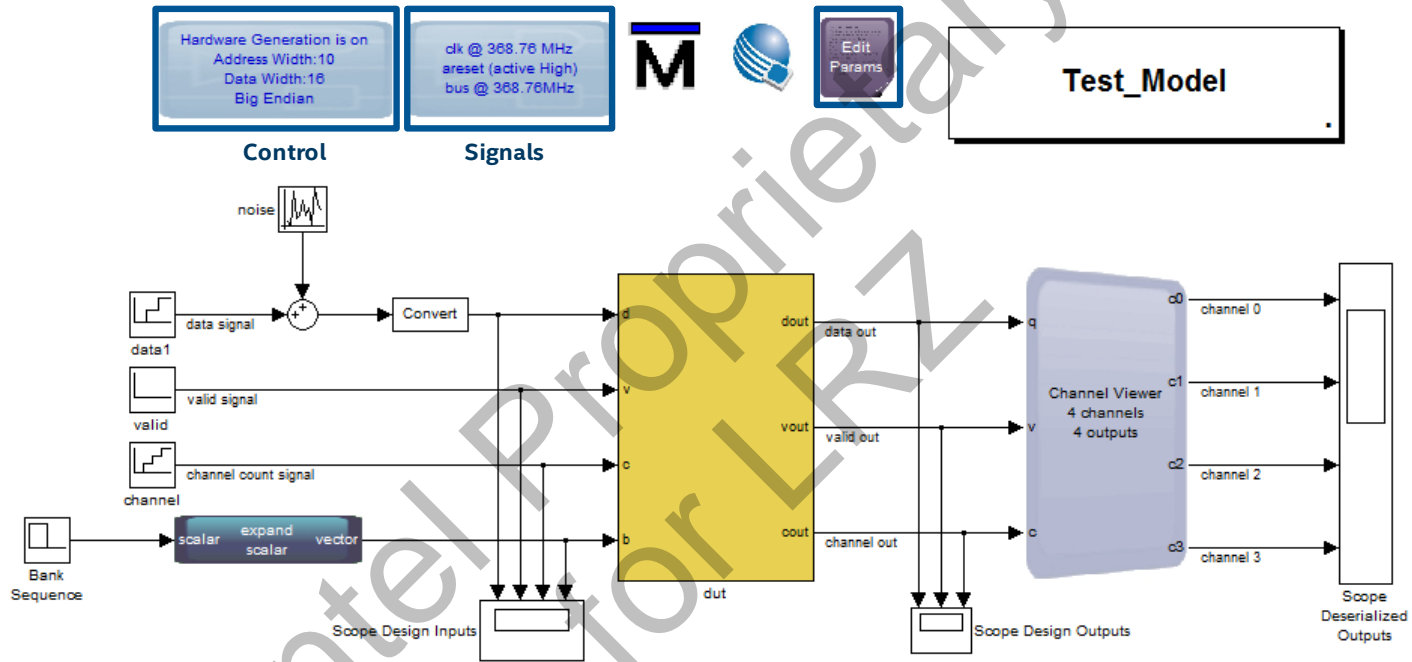 Hardware Generation is on
Address Width:10
Data Width:16
Big Endian
Control
clk @ 368.76 MHz
areset (active High)
bus @ 368.76MHz
Signals
M
Edit
Params
Test_Model
.
noise
data1
data signal
++
Convert
valid
valid signal
channel
channel count signal
Bank
Sequence
scalar
expand
scalar
vector
Scope Design Inputs
d
v
c
b
dout
vout
cout
dut
data out
valid out
channel out
Scope Design Outputs
q
v
c
Channel Viewer
4 channels
4 outputs
c0
c1
c2
c3
channel 0
channel 1
channel 2
channel 3
Scope
Deserialized
Outputs
Intel Proprietary
for LRZ